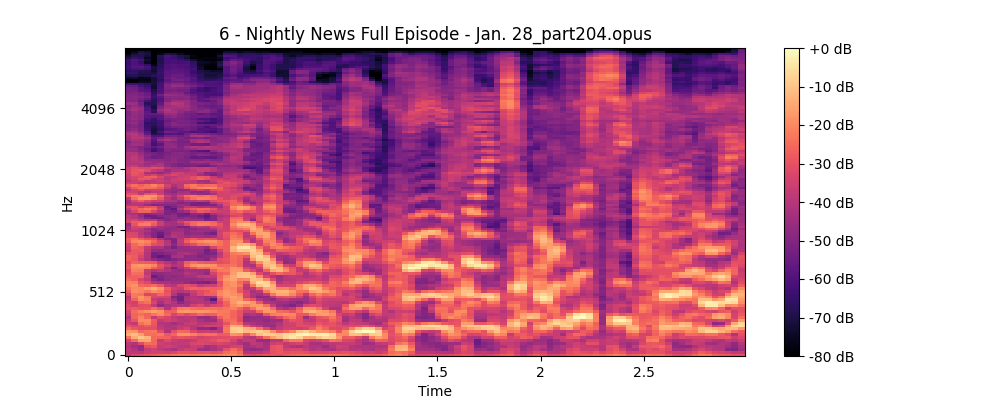 6 - Nightly News Full Episode - Jan. 28_part204.opus
Hz
4096
2048
1024
512
0
0
0.5
1
1.5
2
2.5
Time
+0 dB
-10 dB
-20 dB
-30 dB
-40 dB
-50 dB
-60 dB
-70 dB
-80 dB